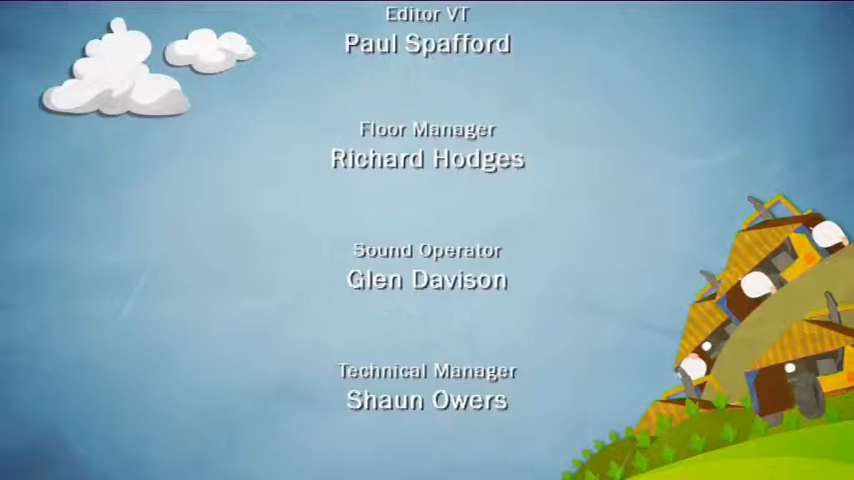 Editor VT
Paul Spafford
Floor Manager
Richard Hodges
Sound Operator
Glen Davison
Technical Manager
Shaun Owers